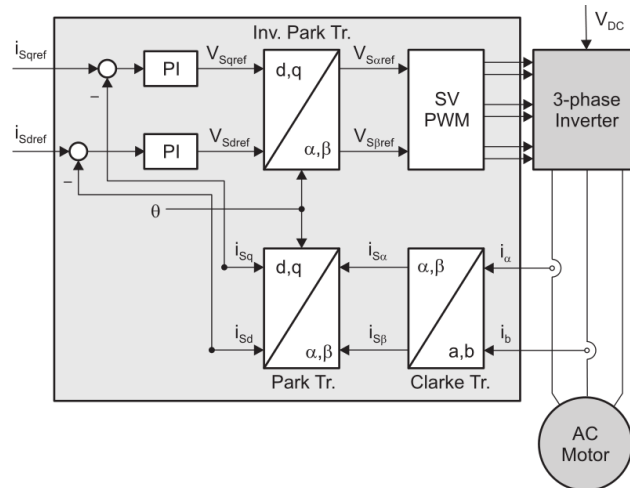 Inv. Park Tr.
V_DC
i_Sqref
PI
V_Sqref
d,q
V_Sαref
SV
PWM
3-phase
Inverter
i_Sdref
PI
V_Sdref
α,β
V_Sβref
−
−
θ
i_Sq
d,q
i_Sα
α,β
i_α
i_Sd
α,β
i_Sβ
a,b
i_b
Park Tr.
Clarke Tr.
AC
Motor